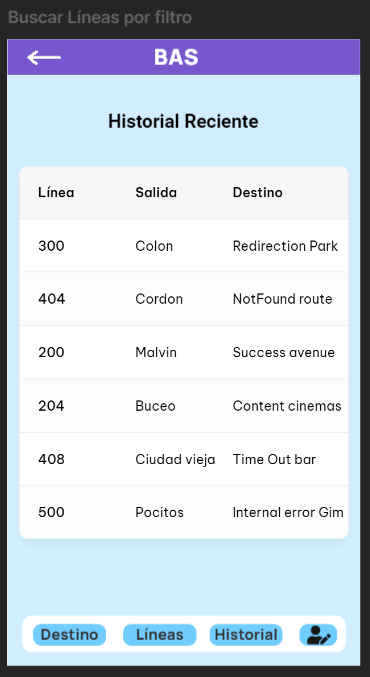 Buscar Líneas por filtro
BAS
Historial Reciente
Línea Salida Destino
300 Colon Redirection Park
404 Cordon NotFound route
200 Malvin Success avenue
204 Buceo Content cinemas
408 Ciudad vieja Time Out bar
500 Pocitos Internal error Gim
Destino Líneas Historial